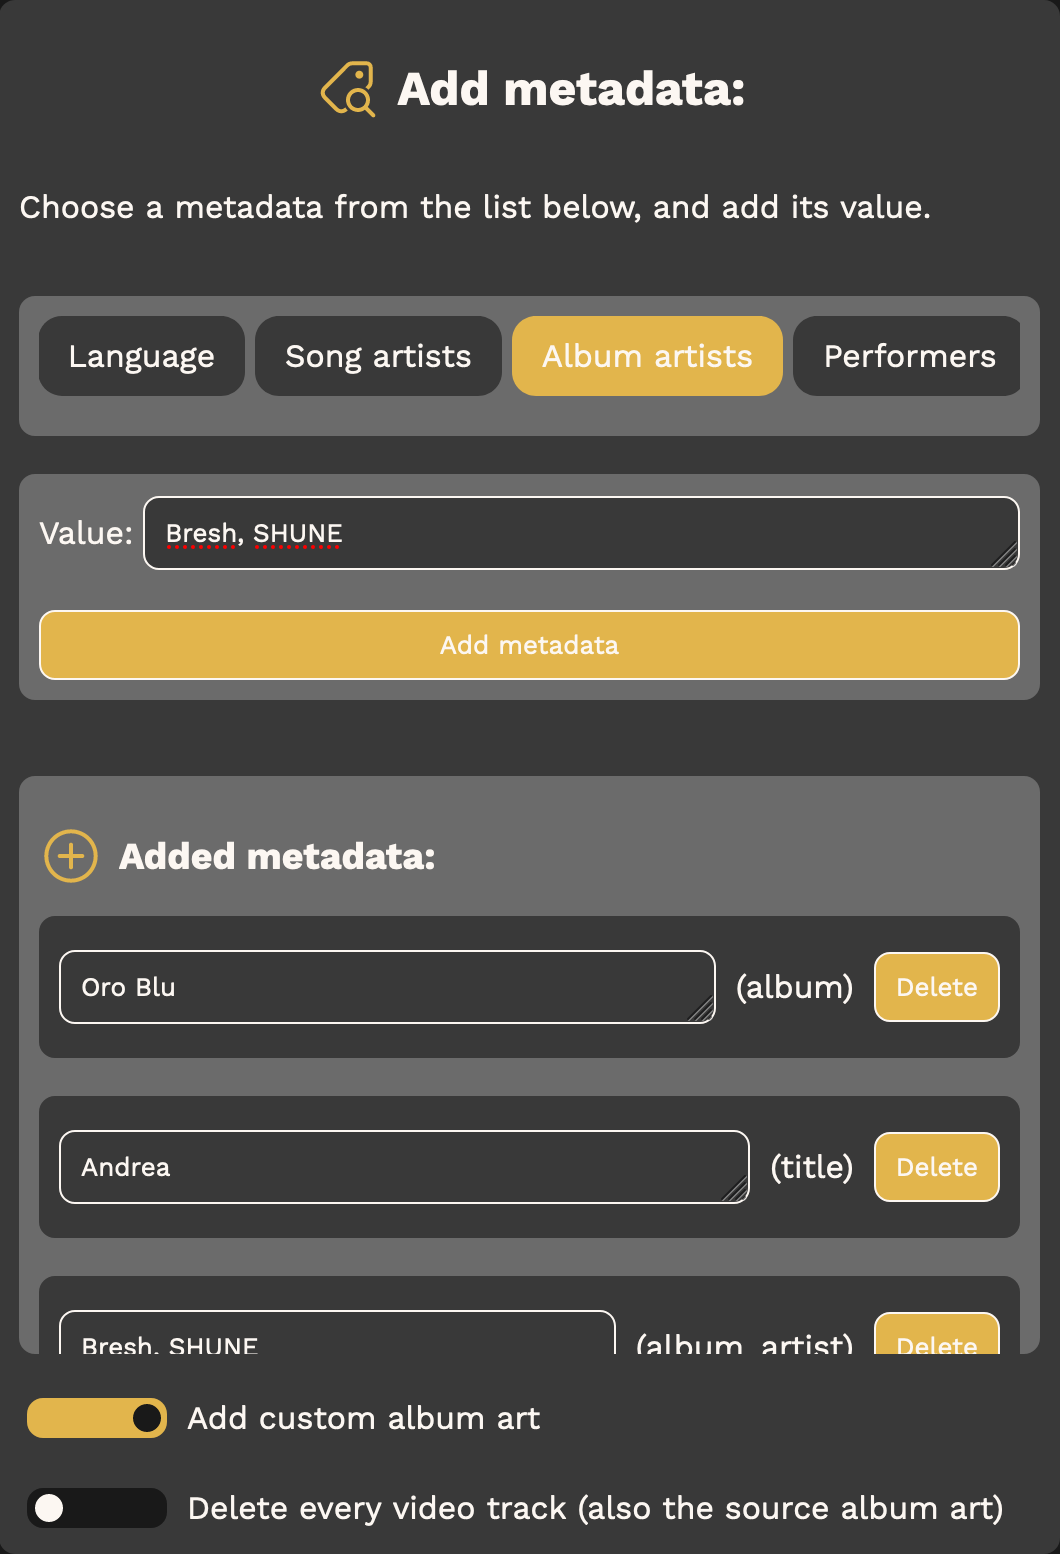 Add metadata:
Choose a metadata from the list below, and add its value.
Language Song artists Album artists Performers
Value: Bresh, SHUNE
Add metadata
Added metadata:
Oro Blu (album) Delete
Andrea (title) Delete
Bresh, SHUNE (album_artist) Delete
Add custom album art
Delete every video track (also the source album art)